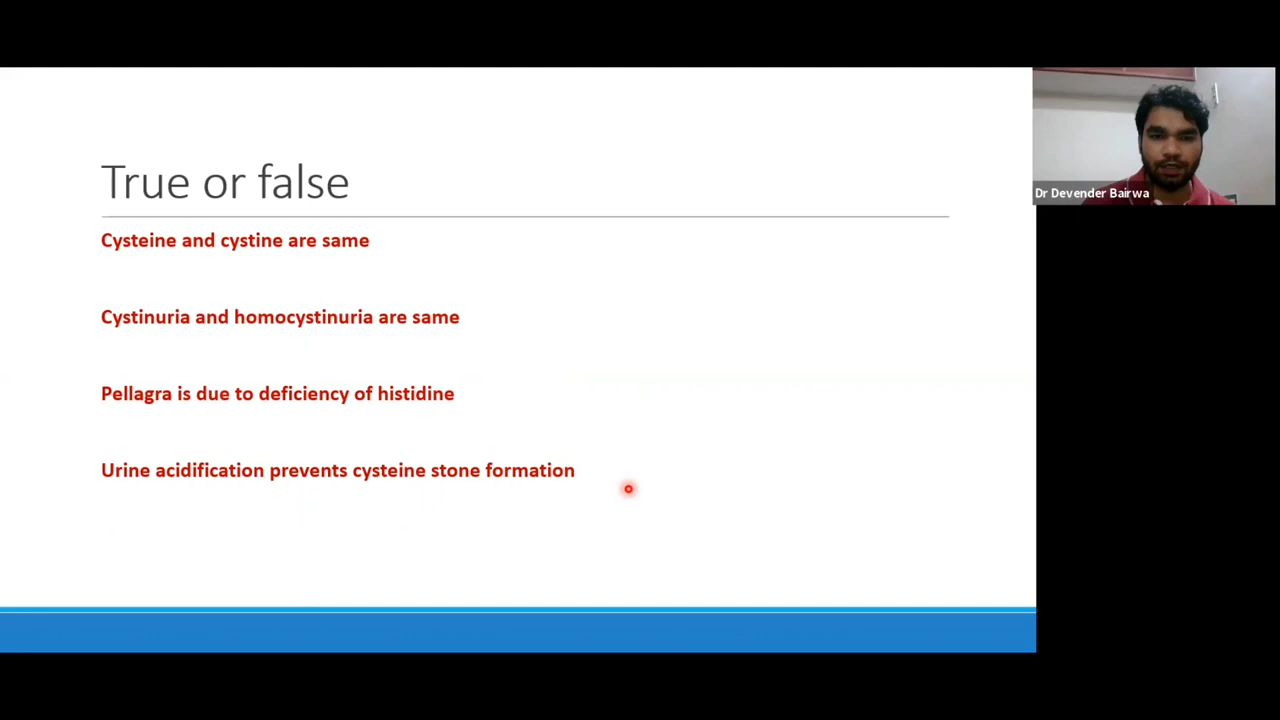 True or false
Cysteine and cystine are same
Cystinuria and homocystinuria are same
Pellagra is due to deficiency of histidine
Urine acidification prevents cysteine stone formation
Dr Devender Bairwa